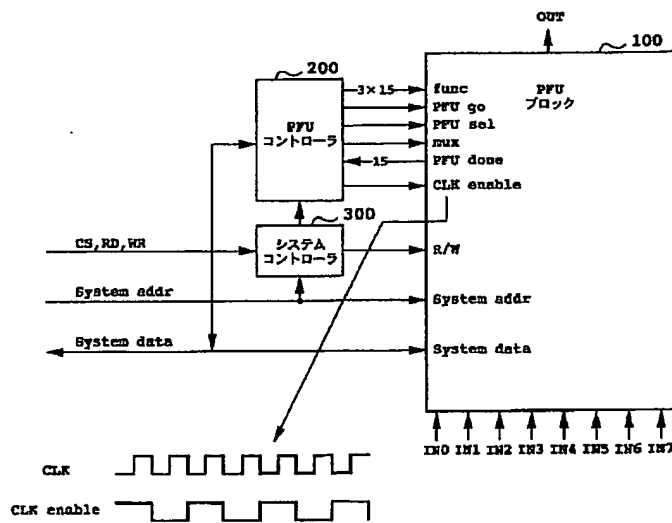 OUT
100
200
PFU
コントローラ
3×15
func
PFU go
PFU sel
mux
15
PFU done
CLK enable
PFU
ブロック
300
CS,RD,WR
システム
コントローラ
R/W
System addr
System addr
System data
System data
IN0 IN1 IN2 IN3 IN4 IN5 IN6 IN7
CLK
CLK enable